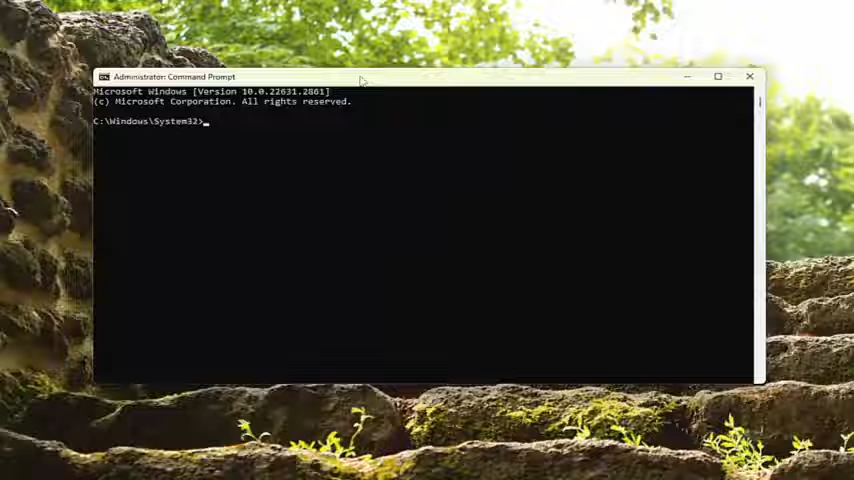 Administrator: Command Prompt
Microsoft Windows [Version 10.0.22631.2861]
(c) Microsoft Corporation. All rights reserved.
C:\Windows\System32>